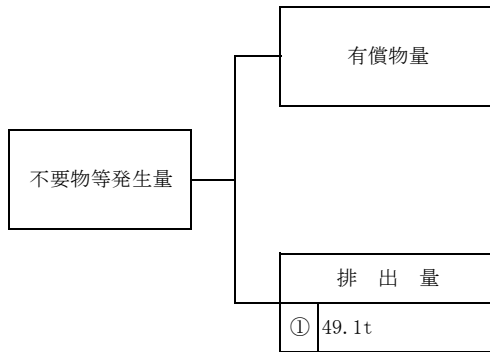 有償物量
不要物等発生量
排 出 量
① 49.1t